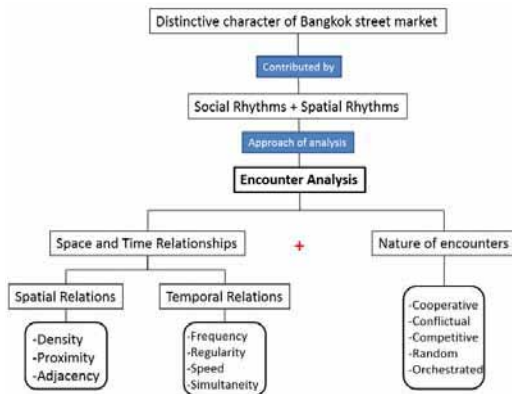 Distinctive character of Bangkok street market
Contributed by
Social Rhythms + Spatial Rhythms
Approach of analysis
Encounter Analysis
Space and Time Relationships
+
Nature of encounters
Spatial Relations
Temporal Relations
-Density
-Proximity
-Adjacency
-Frequency
-Regularity
-Speed
-Simultaneity
-Cooperative
-Conflictual
-Competitive
-Random
-Orchestrated